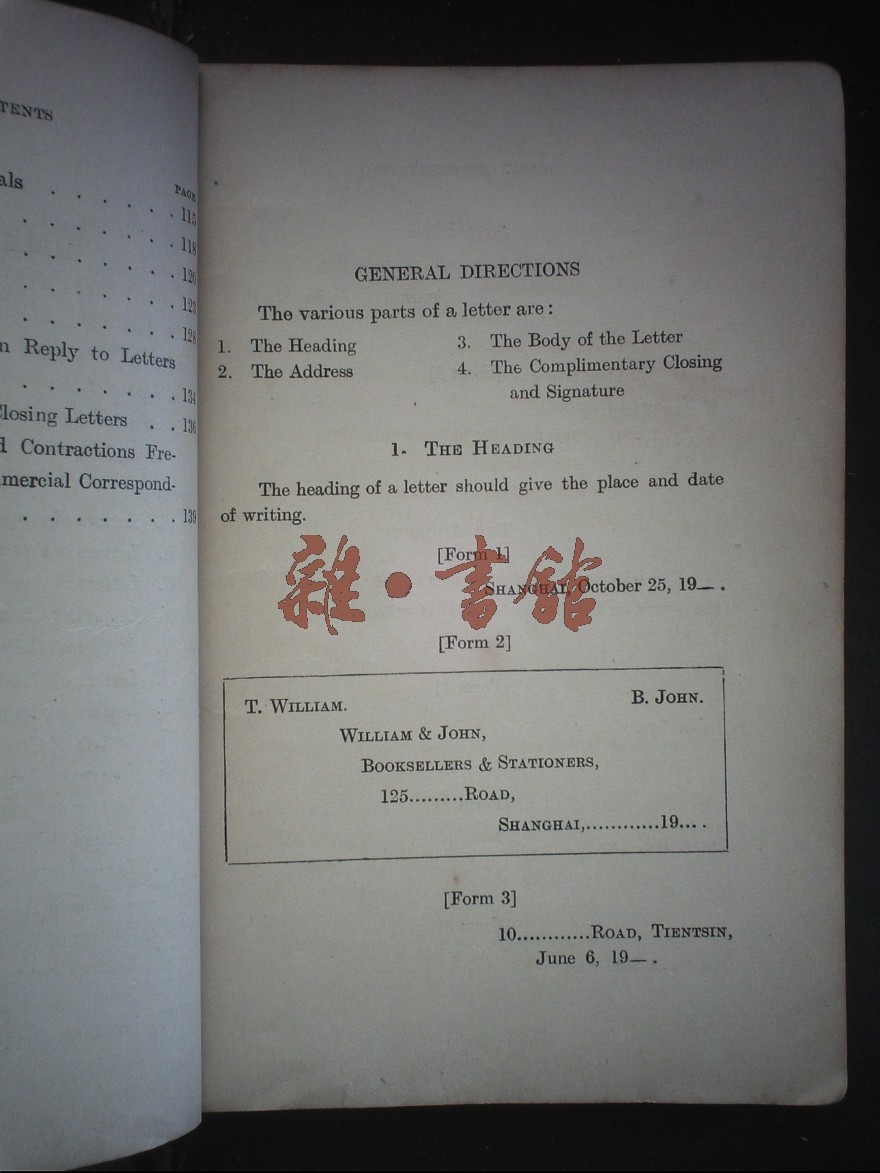 TENTS
PAGE
als . . . . . . 115
. . . . . . 118
. . . . . . 120
. . . . . . 123
. . . . . . 128
n Reply to Letters
. . . . . . . 134
losing Letters . . 136
d Contractions Fre-
mercial Correspond-
. . . . . . . 139
GENERAL DIRECTIONS
The various parts of a letter are:
1. The Heading
2. The Address
3. The Body of the Letter
4. The Complimentary Closing
and Signature
1. THE HEADING
The heading of a letter should give the place and date
of writing.
[Form 1]
SHANGHAI, October 25, 19—.
雜·書館
[Form 2]
T. WILLIAM. B. JOHN.
WILLIAM & JOHN,
BOOKSELLERS & STATIONERS,
125.........ROAD,
SHANGHAI,............19....
[Form 3]
10............ROAD, TIENTSIN,
June 6, 19—.